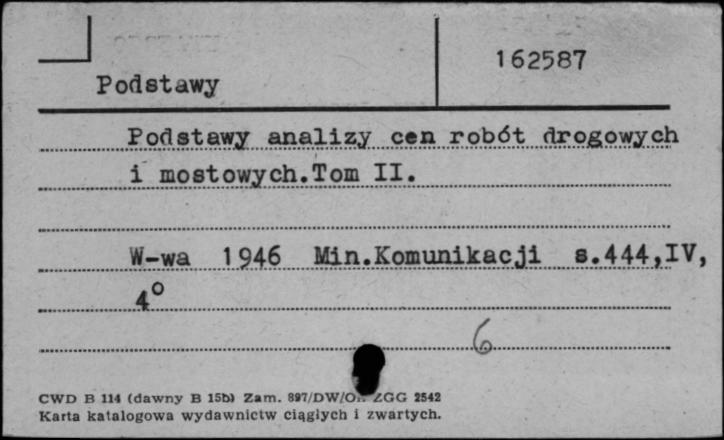 162587
Podstawy
Podstawy analizy cen robót drogowych
i mostowych.Tom II.
W-wa 1946 Min.Komunikacji s.444,IV,
4°
6
CWD B 114 (dawny B 15b) Zam. 897/DW/ ZGG 2542
Karta katalogowa wydawnictw ciągłych i zwartych.